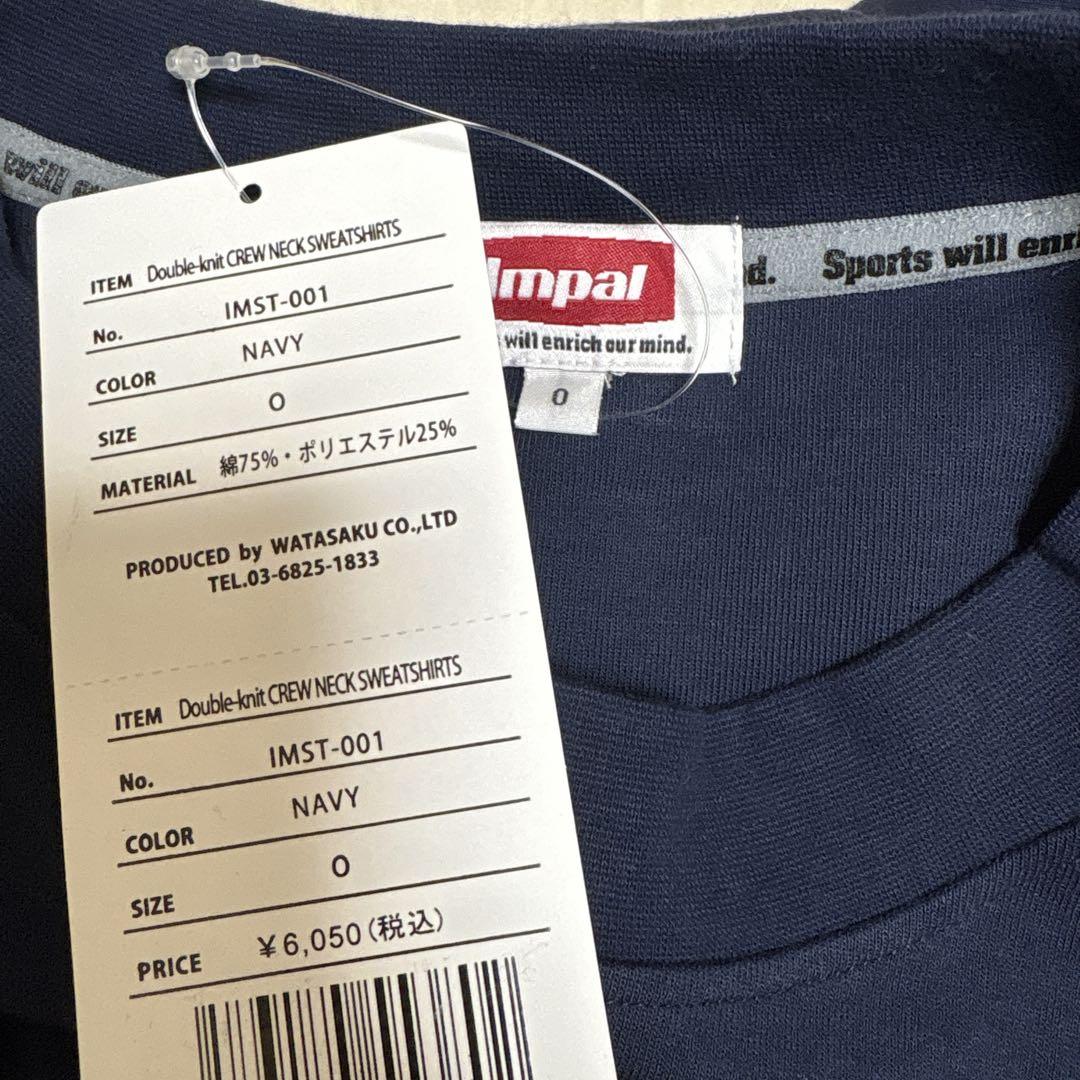 ITEM Double-knit CREW NECK SWEATSHIRTS
No. IMST-001
COLOR NAVY
SIZE O
MATERIAL 綿75%・ポリエステル25%
PRODUCED by WATASAKU CO.,LTD
TEL.03-6825-1833
ITEM Double-knit CREW NECK SWEATSHIRTS
No. IMST-001
COLOR NAVY
SIZE O
PRICE ¥6,050(税込)
Impal
will enrich our mind.
O
will
Sports will